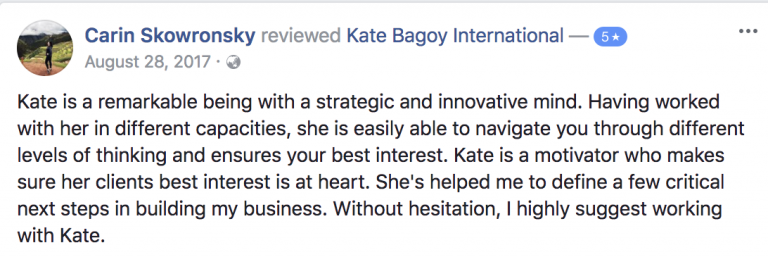 Carin Skowronsky reviewed Kate Bagoy International — 5★
August 28, 2017 ·
Kate is a remarkable being with a strategic and innovative mind. Having worked
with her in different capacities, she is easily able to navigate you through different
levels of thinking and ensures your best interest. Kate is a motivator who makes
sure her clients best interest is at heart. She's helped me to define a few critical
next steps in building my business. Without hesitation, I highly suggest working
with Kate.